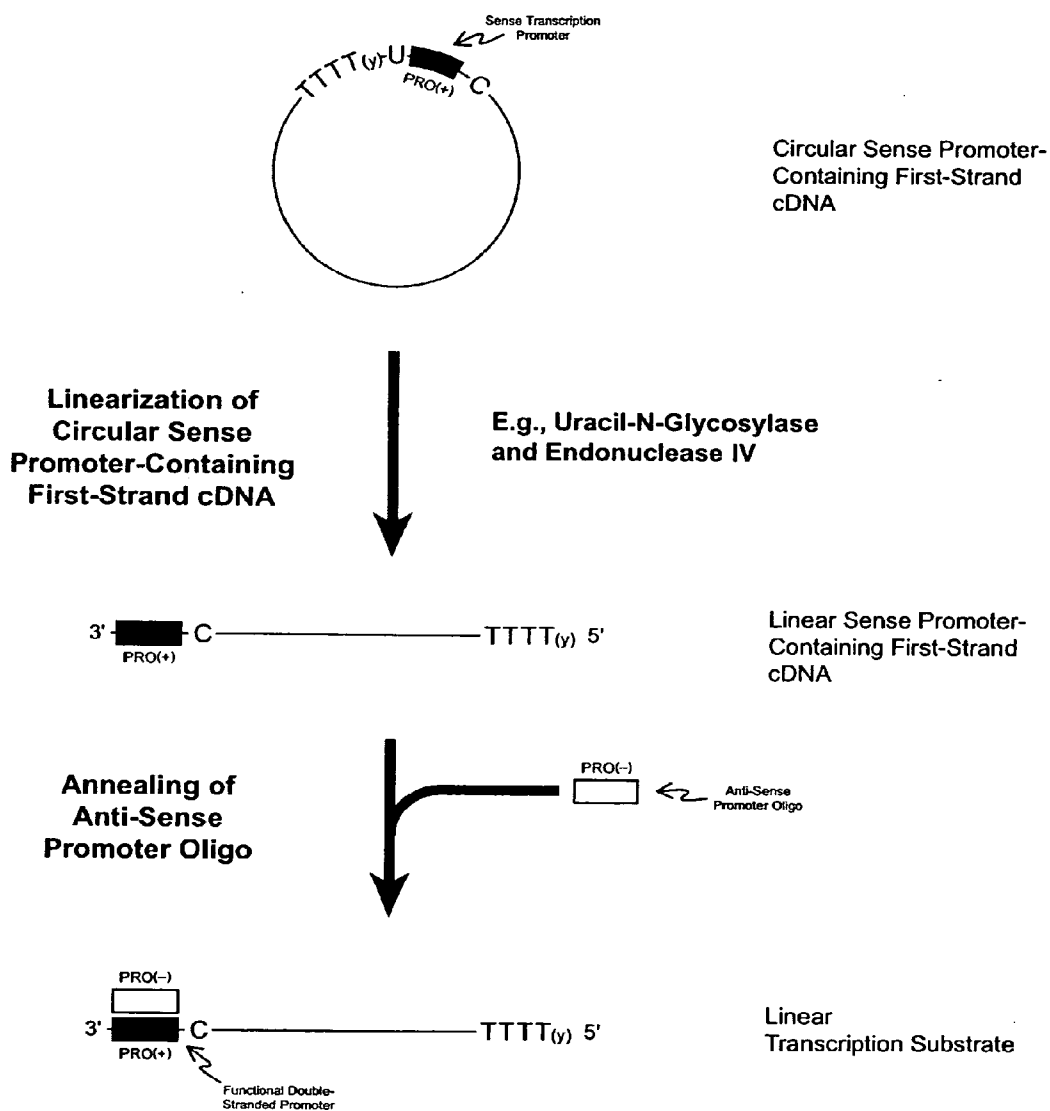 Sense Transcription
Promoter
TTTT(y)-U
PRO(+)
C
Circular Sense Promoter-
Containing First-Strand
cDNA
Linearization of
Circular Sense
Promoter-Containing
First-Strand cDNA
E.g., Uracil-N-Glycosylase
and Endonuclease IV
3' C TTTT(y) 5'
PRO(+)
Linear Sense Promoter-
Containing First-Strand
cDNA
Annealing of
Anti-Sense
Promoter Oligo
PRO(−)
Anti-Sense
Promoter Oligo
PRO(−)
3' C TTTT(y) 5'
PRO(+)
Functional Double-
Stranded Promoter
Linear
Transcription Substrate